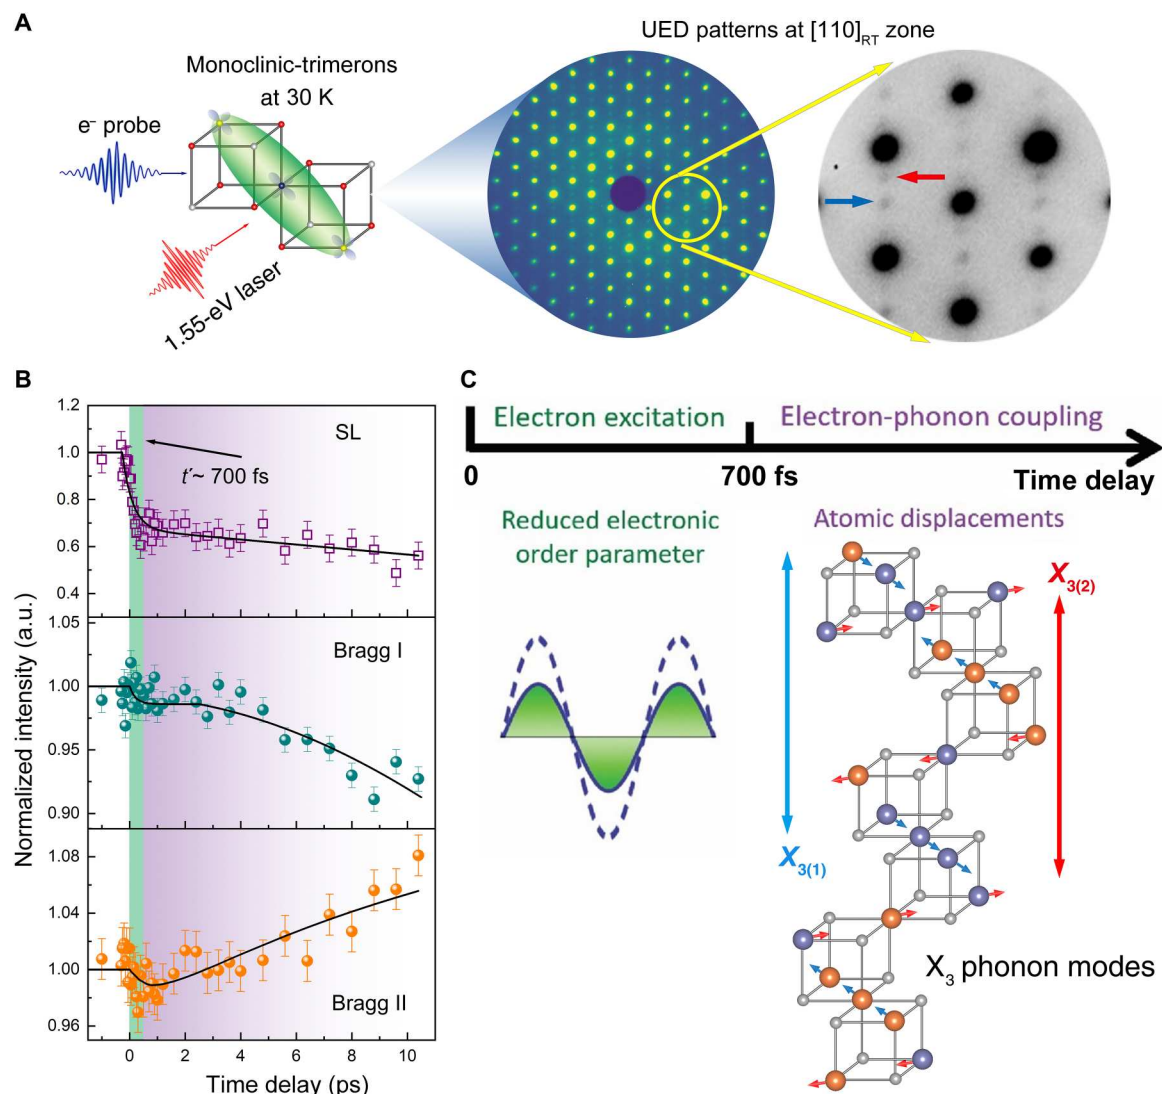 A
UED patterns at [110]RT zone
Monoclinic-trimerons
at 30 K
e– probe
1.55-eV laser
B
1.2
1.0
0.8
0.6
0.4
SL
t′~ 700 fs
1.05
1.00
0.95
0.90
Bragg I
1.08
1.04
1.00
0.96
Bragg II
Normalized intensity (a.u.)
0 2 4 6 8 10
Time delay (ps)
C
Electron excitation
Electron-phonon coupling
0
700 fs
Time delay
Reduced electronic
order parameter
Atomic displacements
X3(2)
X3(1)
X3 phonon modes